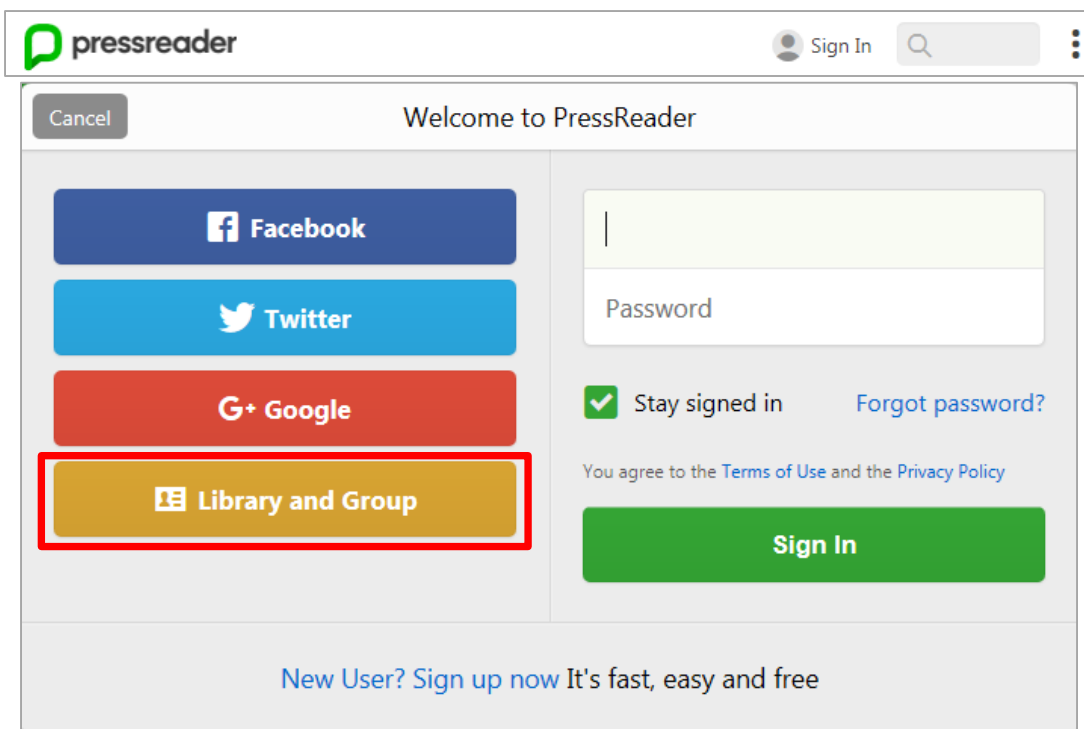 pressreader
Sign In
Cancel
Welcome to PressReader
Facebook
Twitter
G+ Google
Library and Group
Password
Stay signed in
Forgot password?
You agree to the Terms of Use and the Privacy Policy
Sign In
New User? Sign up now It's fast, easy and free